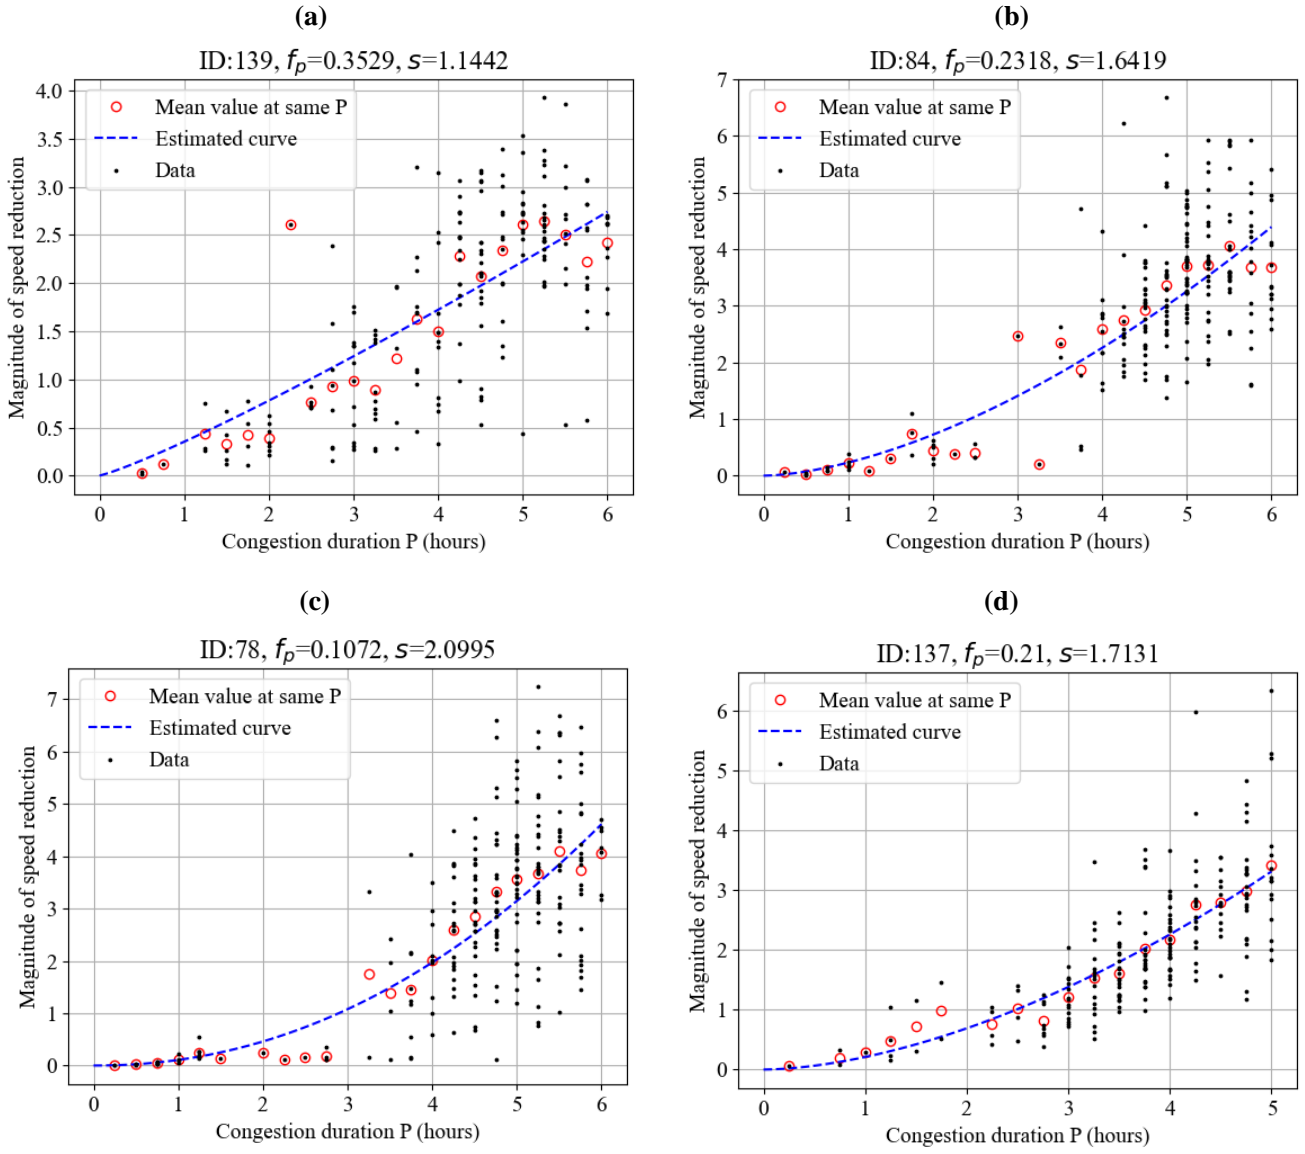 (a)
ID:139, fp=0.3529, s=1.1442
Mean value at same P
Estimated curve
Data
Magnitude of speed reduction
4.0
3.5
3.0
2.5
2.0
1.5
1.0
0.5
0.0
0 1 2 3 4 5 6
Congestion duration P (hours)
(b)
ID:84, fp=0.2318, s=1.6419
Mean value at same P
Estimated curve
Data
Magnitude of speed reduction
7
6
5
4
3
2
1
0
0 1 2 3 4 5 6
Congestion duration P (hours)
(c)
ID:78, fp=0.1072, s=2.0995
Mean value at same P
Estimated curve
Data
Magnitude of speed reduction
7
6
5
4
3
2
1
0
0 1 2 3 4 5 6
Congestion duration P (hours)
(d)
ID:137, fp=0.21, s=1.7131
Mean value at same P
Estimated curve
Data
Magnitude of speed reduction
6
5
4
3
2
1
0
0 1 2 3 4 5
Congestion duration P (hours)